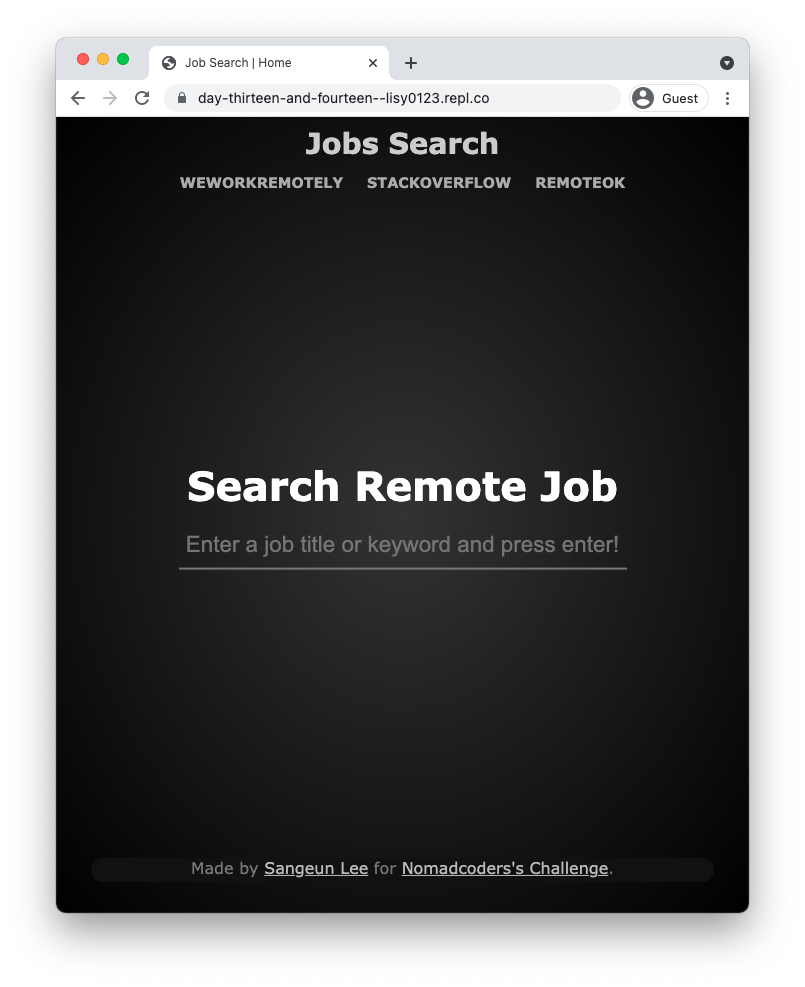 Job Search | Home
day-thirteen-and-fourteen--lisy0123.repl.co
Guest
Jobs Search
WEWORKREMOTELY STACKOVERFLOW REMOTEOK
Search Remote Job
Enter a job title or keyword and press enter!
Made by Sangeun Lee for Nomadcoders's Challenge.